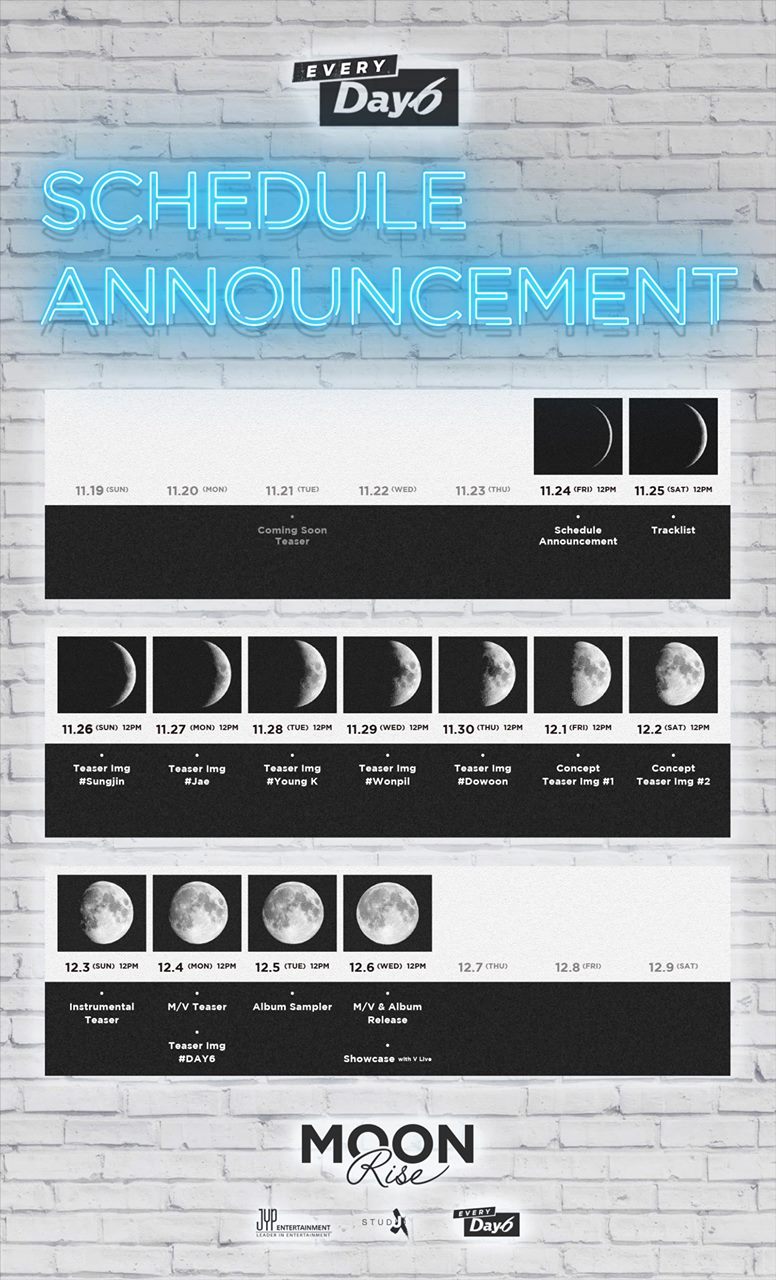 EVERY
Day6
SCHEDULE
ANNOUNCEMENT
11.19 (SUN) 11.20 (MON) 11.21 (TUE) 11.22 (WED) 11.23 (THU) 11.24 (FRI) 12PM 11.25 (SAT) 12PM
Coming Soon Schedule Tracklist
Teaser Announcement
11.26 (SUN) 12PM 11.27 (MON) 12PM 11.28 (TUE) 12PM 11.29 (WED) 12PM 11.30 (THU) 12PM 12.1 (FRI) 12PM 12.2 (SAT) 12PM
Teaser Img Teaser Img Teaser Img Teaser Img Teaser Img Concept Concept
#Sungjin #Jae #Young K #Wonpil #Dowoon Teaser Img #1 Teaser Img #2
12.3 (SUN) 12PM 12.4 (MON) 12PM 12.5 (TUE) 12PM 12.6 (WED) 12PM 12.7 (THU) 12.8 (FRI) 12.9 (SAT)
Instrumental M/V Teaser Album Sampler M/V & Album
Teaser Release
Teaser Img
#DAY6 Showcase with V Live
MOON
Rise
JYP ENTERTAINMENT
LEADER IN ENTERTAINMENT
EVERY
Day6